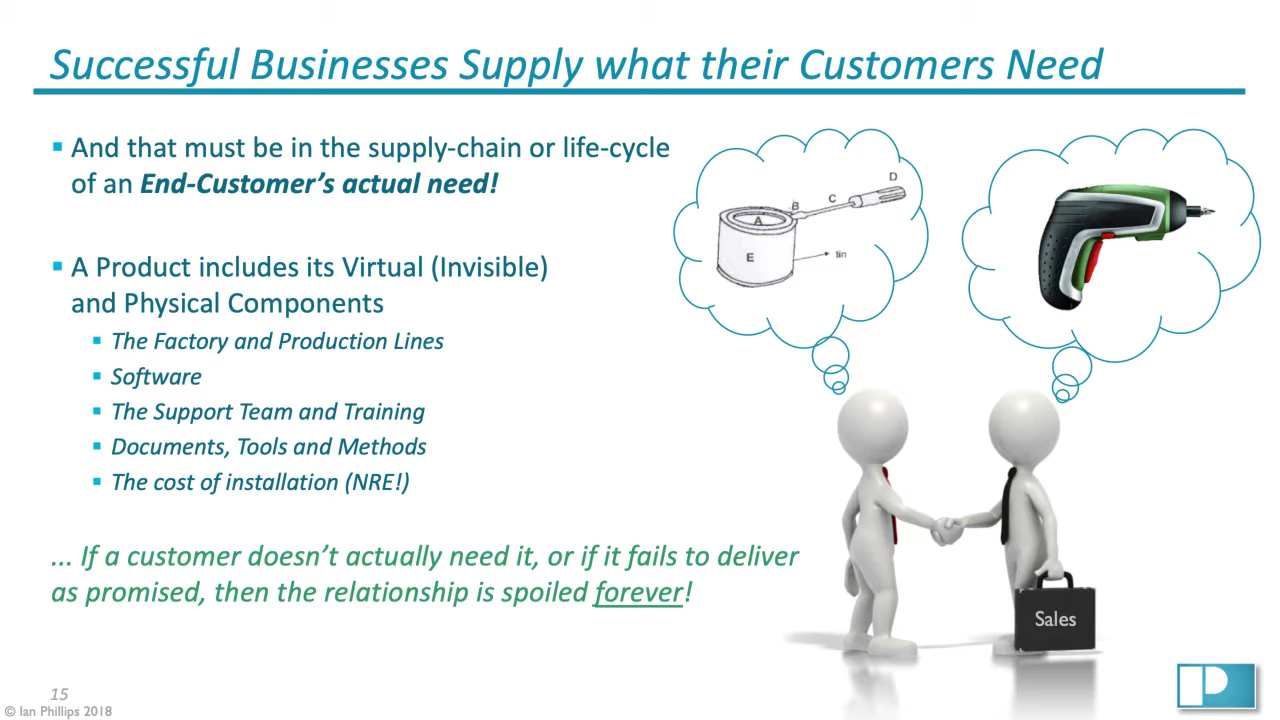 Successful Businesses Supply what their Customers Need
▪ And that must be in the supply-chain or life-cycle
of an End-Customer's actual need!
▪ A Product includes its Virtual (Invisible)
and Physical Components
▪ The Factory and Production Lines
▪ Software
▪ The Support Team and Training
▪ Documents, Tools and Methods
▪ The cost of installation (NRE!)
... If a customer doesn't actually need it, or if it fails to deliver
as promised, then the relationship is spoiled forever!
A
B
C
D
E
tin
Sales
15
© Ian Phillips 2018
P